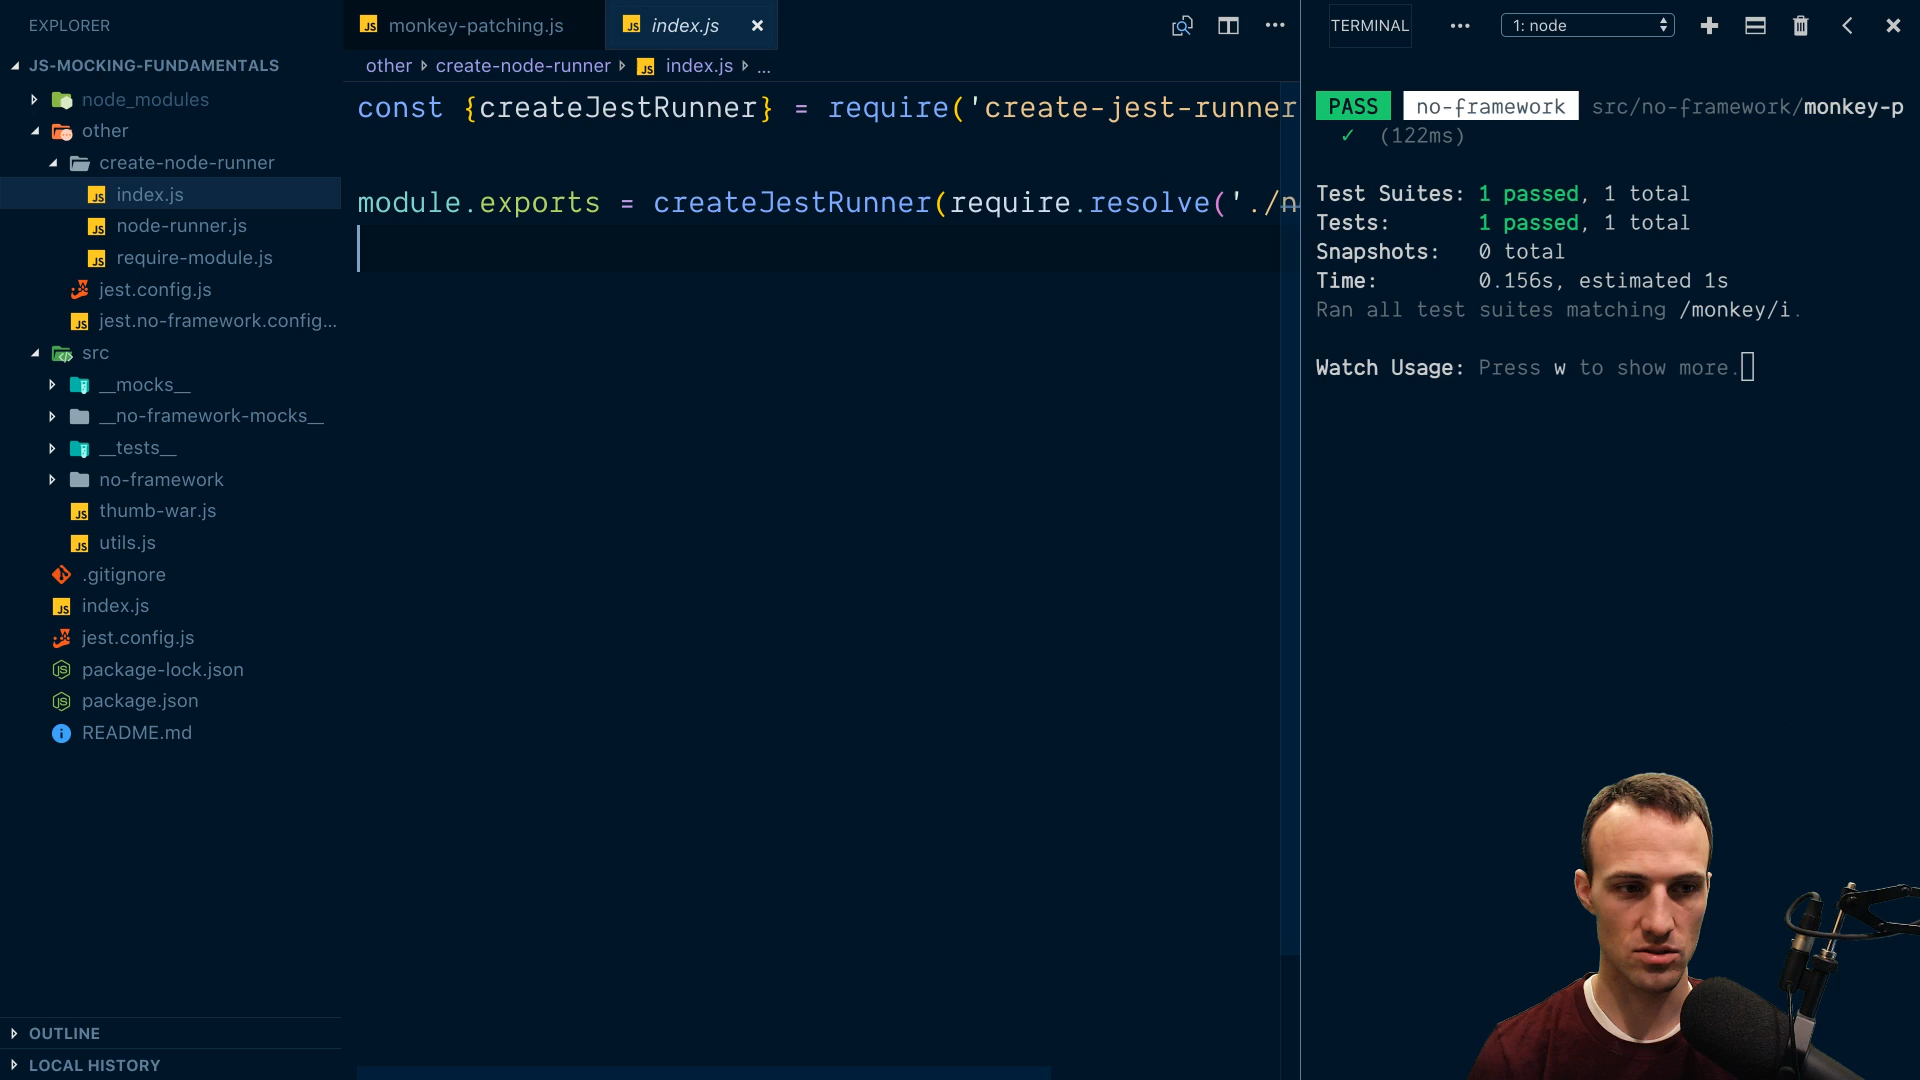 EXPLORER
JS-MOCKING-FUNDAMENTALS
node_modules
other
create-node-runner
index.js
node-runner.js
require-module.js
jest.config.js
jest.no-framework.config...
src
__mocks__
__no-framework-mocks__
__tests__
no-framework
thumb-war.js
utils.js
.gitignore
index.js
jest.config.js
package-lock.json
package.json
README.md
OUTLINE
LOCAL HISTORY
monkey-patching.js
index.js
other create-node-runner index.js ...
const {createJestRunner} = require('create-jest-runner
module.exports = createJestRunner(require.resolve('./n
TERMINAL
1: node
PASS no-framework src/no-framework/monkey-p
✓ (122ms)
Test Suites: 1 passed, 1 total
Tests: 1 passed, 1 total
Snapshots: 0 total
Time: 0.156s, estimated 1s
Ran all test suites matching /monkey/i.
Watch Usage: Press w to show more.